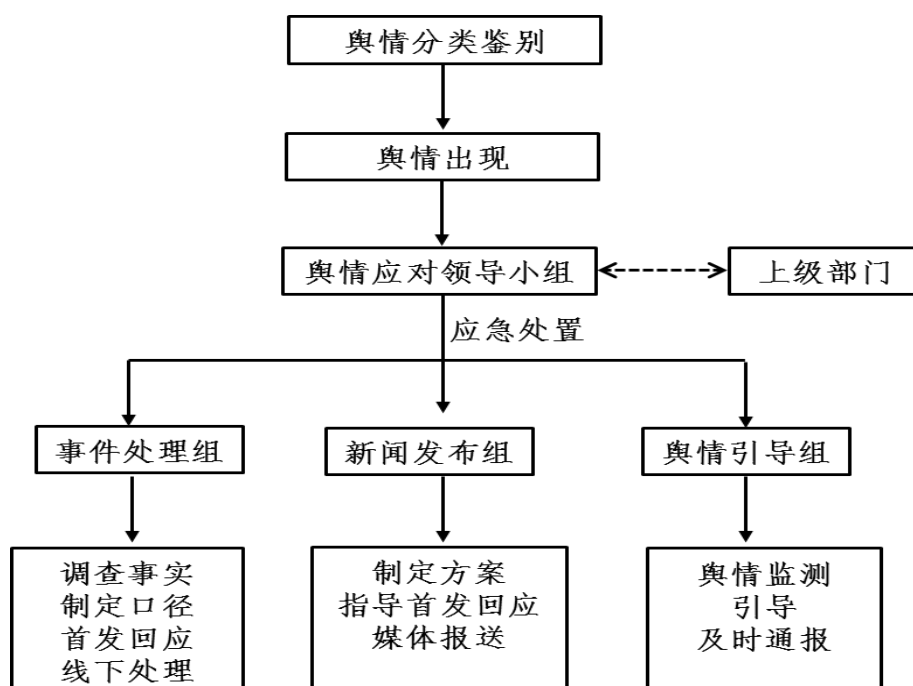 舆情分类鉴别
舆情出现
舆情应对领导小组
上级部门
应急处置
事件处理组
新闻发布组
舆情引导组
调查事实
制定口径
首发回应
线下处理
制定方案
指导首发回应
媒体报送
舆情监测
引导
及时通报